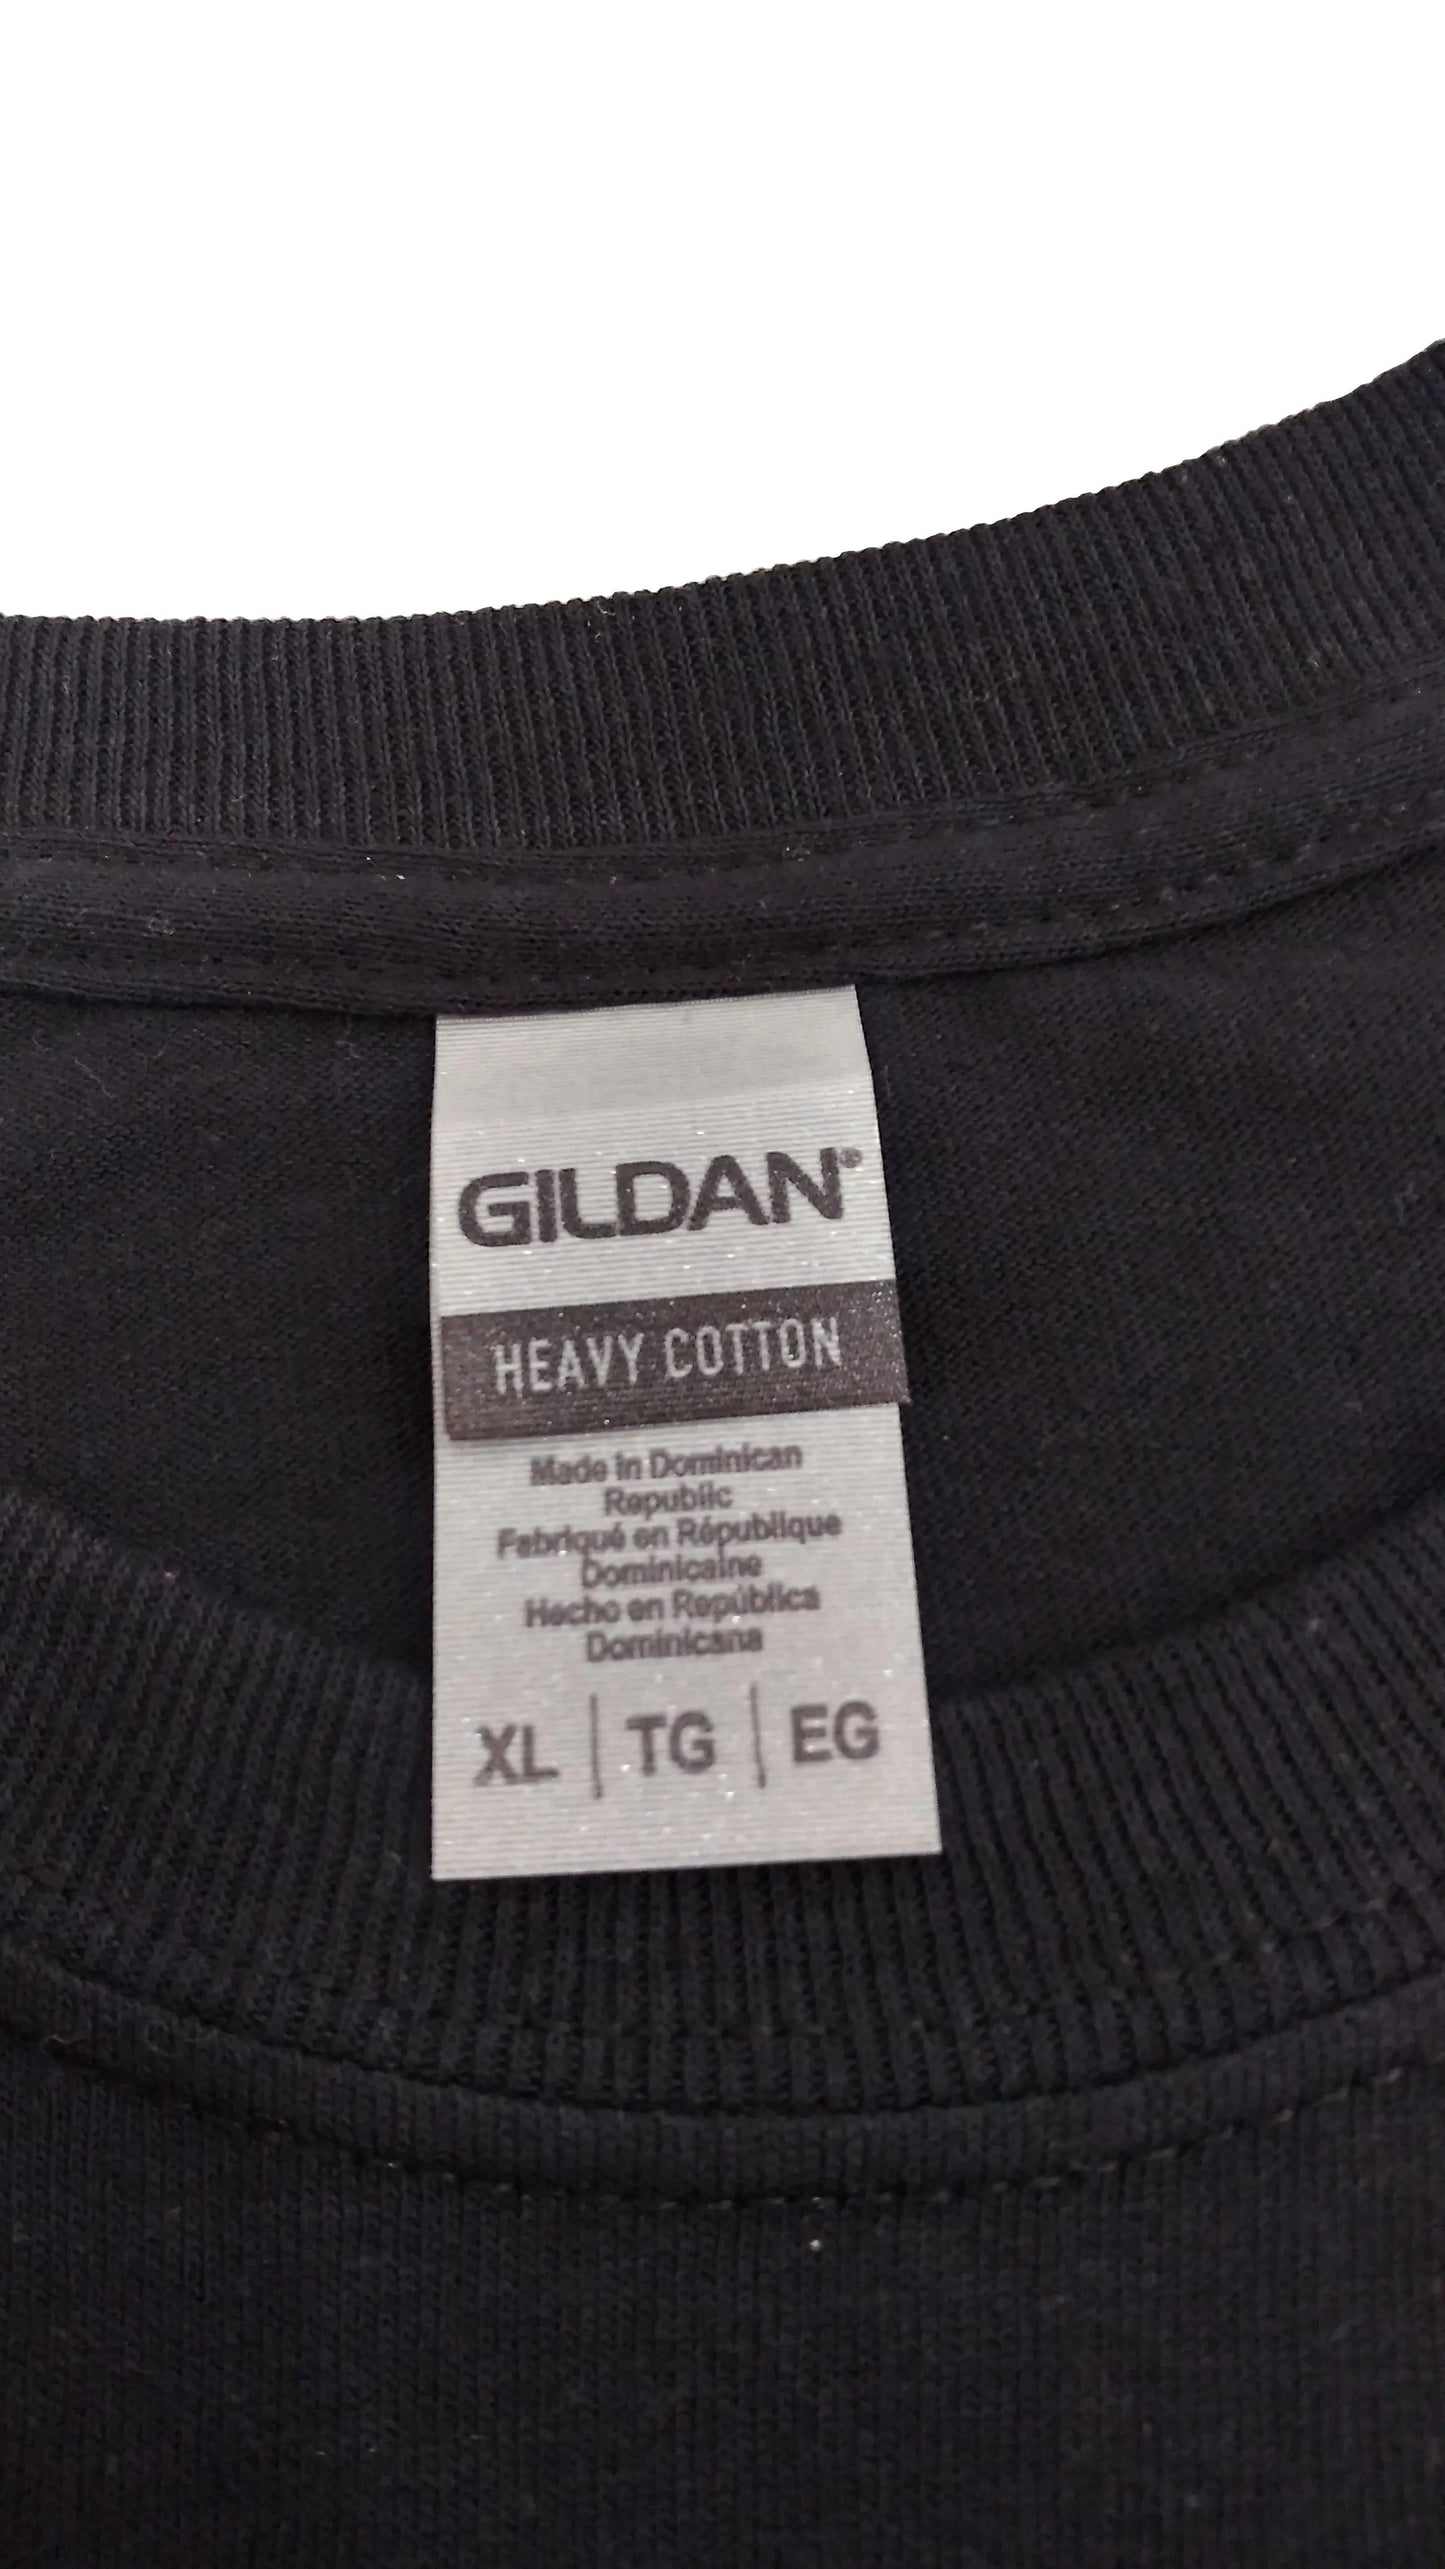 GILDAN®
HEAVY COTTON
Made in Dominican
Republic
Fabriqué en République
Dominicaine
Hecho en República
Dominicana
XL | TG | EG